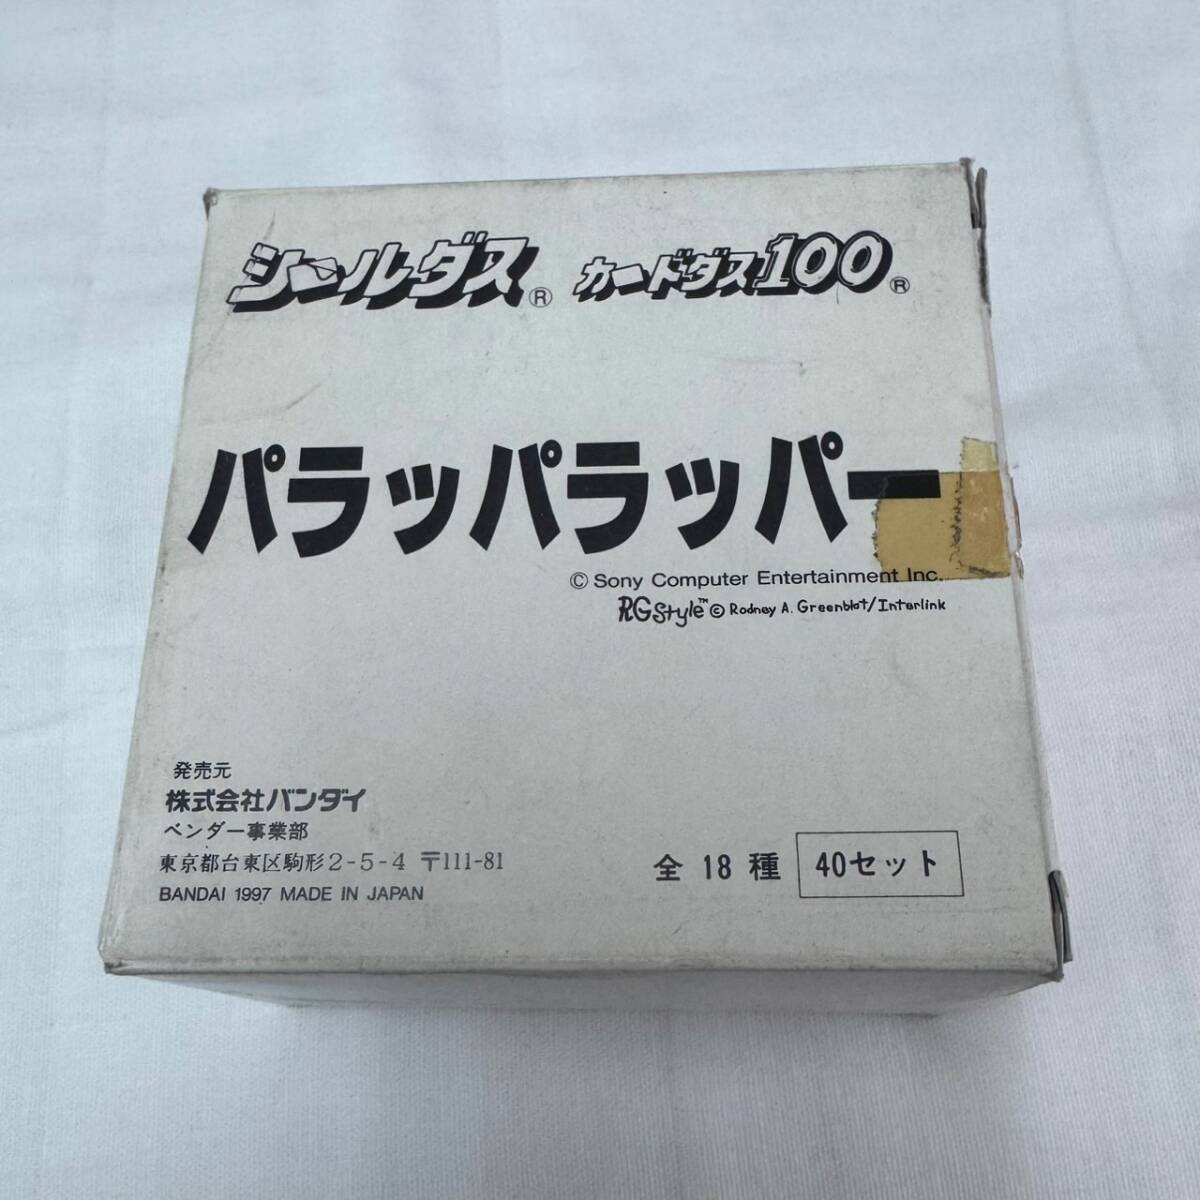 シールダス® カードダス100®
パラッパラッパー
© Sony Computer Entertainment Inc.
RGStyle™ © Rodney A. Greenblat/Interlink
発売元
株式会社バンダイ
ベンダー事業部
東京都台東区駒形2-5-4 〒111-81
BANDAI 1997 MADE IN JAPAN
全18種 40セット